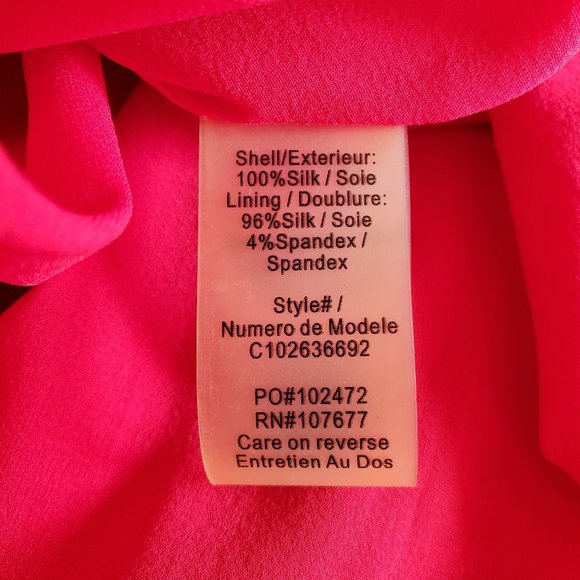 Shell/Exterieur:
100%Silk / Soie
Lining / Doublure:
96%Silk / Soie
4%Spandex /
Spandex
Style# /
Numero de Modele
C102636692
PO#102472
RN#107677
Care on reverse
Entretien Au Dos